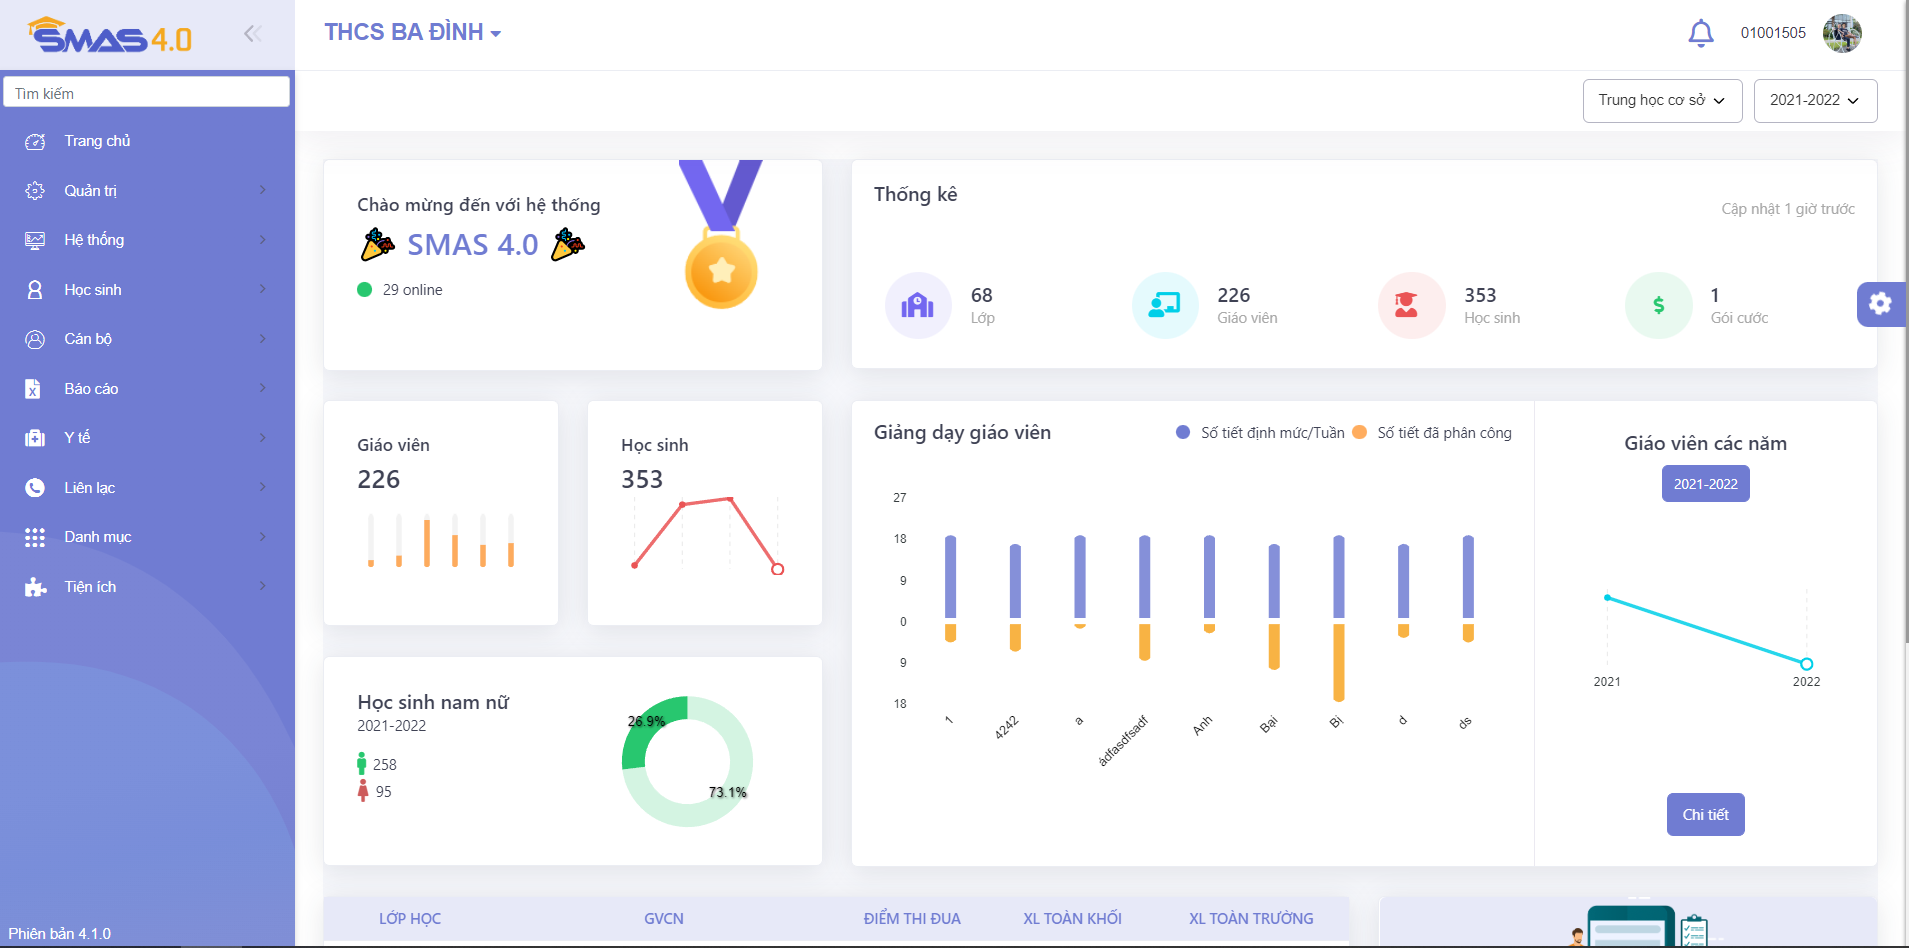 SMAS 4.0
THCS BA ĐÌNH
01001505
Tìm kiếm
Trung học cơ sở
2021-2022
Trang chủ
Quản trị
Hệ thống
Học sinh
Cán bộ
Báo cáo
Y tế
Liên lạc
Danh mục
Tiện ích
Phiên bản 4.1.0
Chào mừng đến với hệ thống
SMAS 4.0
29 online
Thống kê
Cập nhật 1 giờ trước
68
Lớp
226
Giáo viên
353
Học sinh
1
Gói cước
Giáo viên
226
Học sinh
353
Học sinh nam nữ
2021-2022
258
95
26.9%
73.1%
Giảng dạy giáo viên
Số tiết định mức/Tuần
Số tiết đã phân công
27
18
9
0
9
18
1
4242
a
ádfasdfsadf
Anh
Bại
Bị
d
ds
Giáo viên các năm
2021-2022
2021
2022
Chi tiết
LỚP HỌC
GVCN
ĐIỂM THI ĐUA
XL TOÀN KHỐI
XL TOÀN TRƯỜNG